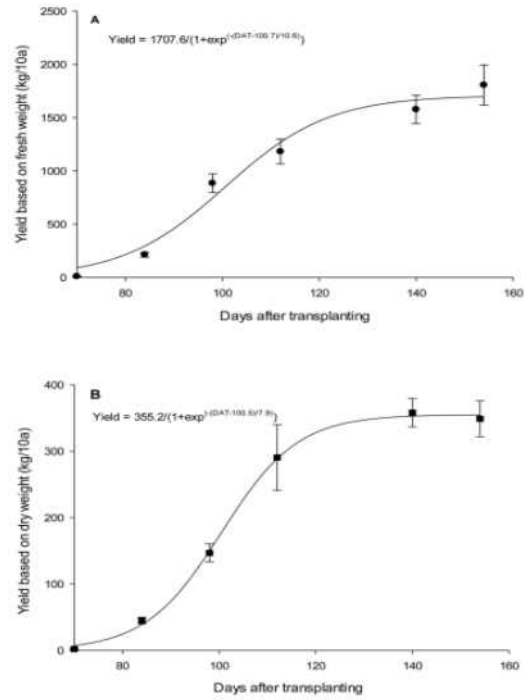 A
Yield = 1707.6/(1+exp(-(DAT-100.7)/10.6))
Yield based on fresh weight (kg/10a)
2500
2000
1500
1000
500
0
80 100 120 140 160
Days after transplanting
B
Yield = 355.2/(1+exp(-(DAT-100.5)/7.9))
Yield based on dry weight (kg/10a)
400
300
200
100
0
80 100 120 140 160
Days after transplanting